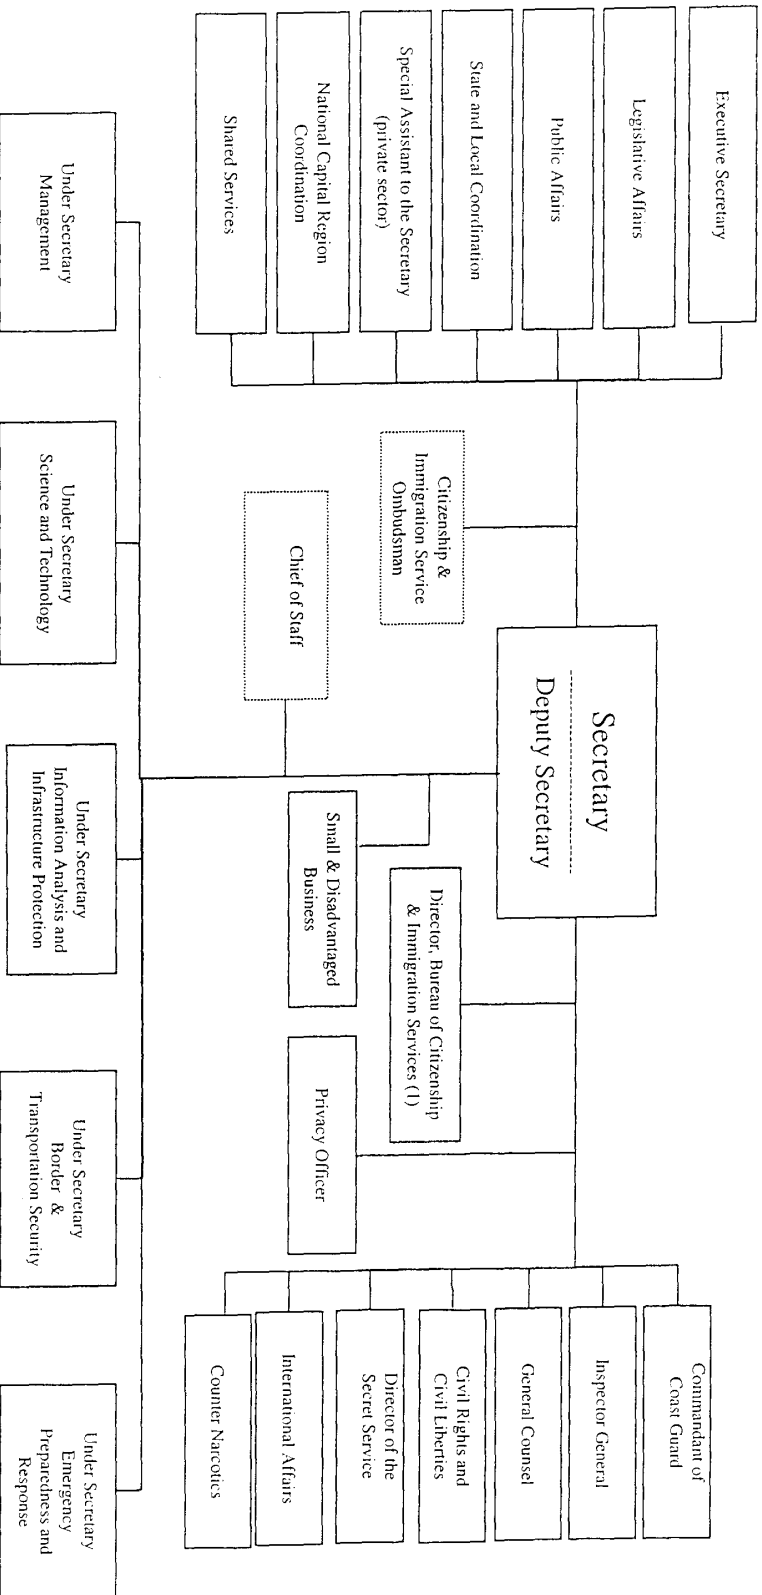 Executive Secretary
Legislative Affairs
Public Affairs
State and Local Coordination
Special Assistant to the Secretary
(private sector)
National Capital Region
Coordination
Shared Services
Secretary
Deputy Secretary
Citizenship &
Immigration Service
Ombudsman
Chief of Staff
Director, Bureau of Citizenship
& Immigration Services (1)
Small & Disadvantaged
Business
Privacy Officer
Commandant of
Coast Guard
Inspector General
General Counsel
Civil Rights and
Civil Liberties
Director of the
Secret Service
International Affairs
Counter Narcotics
Under Secretary
Management
Under Secretary
Science and Technology
Under Secretary
Information Analysis and
Infrastructure Protection
Under Secretary
Border &
Transportation Security
Under Secretary
Emergency
Preparedness and
Response